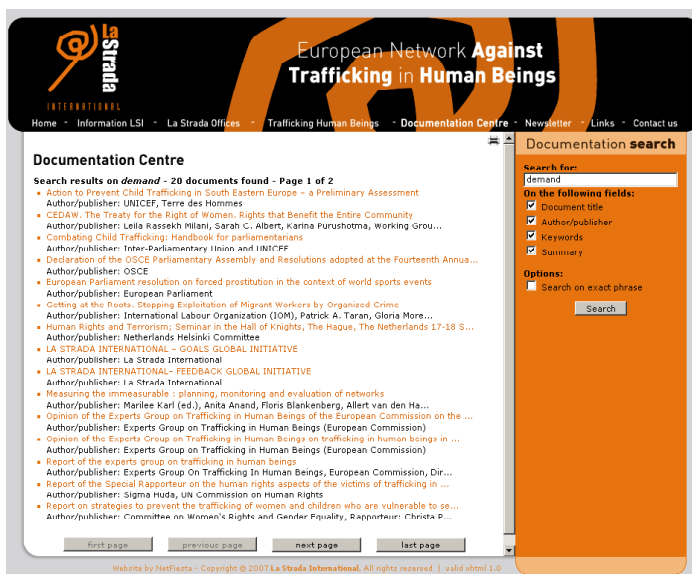 La Strada
INTERNATIONAL
European Network Against
Trafficking in Human Beings
Home - Information LSI - La Strada Offices - Trafficking Human Beings - Documentation Centre - Newsletter - Links - Contact us
Documentation Centre
Search results on demand - 20 documents found - Page 1 of 2
Action to Prevent Child Trafficking in South Eastern Europe – a Preliminary Assessment
Author/publisher: UNICEF, Terre des Hommes
CEDAW. The Treaty for the Right of Women. Rights that Benefit the Entire Community
Author/publisher: Leila Rassekh Milani, Sarah C. Albert, Karina Purushotma, Working Grou...
Combating Child Trafficking: Handbook for parliamentarians
Author/publisher: Inter-Parliamentary Union and UNICEF
Declaration of the OSCE Parliamentary Assembly and Resolutions adopted at the Fourteenth Annua...
Author/publisher: OSCE
European Parliament resolution on forced prostitution in the context of world sports events
Author/publisher: European Parliament
Getting at the Roots. Stopping Exploitation of Migrant Workers by Organized Crime
Author/publisher: International Labour Organization (IOM), Patrick A. Taran, Gloria More...
Human Rights and Terrorism; Seminar in the Hall of Knights, The Hague, The Netherlands 17-18 S...
Author/publisher: Netherlands Helsinki Committee
LA STRADA INTERNATIONAL - GOALS GLOBAL INITIATIVE
Author/publisher: La Strada International
LA STRADA INTERNATIONAL- FEEDBACK GLOBAL INITIATIVE
Author/publisher: La Strada International
Measuring the immeasurable : planning, monitoring and evaluation of networks
Author/publisher: Marilee Karl (ed.), Anita Anand, Floris Blankenberg, Allert van den Ha...
Opinion of the Experts Group on Trafficking in Human Beings of the European Commission on the ...
Author/publisher: Experts Group on Trafficking in Human Beings (European Commission)
Opinion of the Experts Group on Trafficking in Human Beings on trafficking in human beings in ...
Author/publisher: Experts Group on Trafficking in Human Beings (European Commission)
Report of the experts group on trafficking in human beings
Author/publisher: Experts Group On Trafficking In Human Beings, European Commission, Dir...
Report of the Special Rapporteur on the human rights aspects of the victims of trafficking in ...
Author/publisher: Sigma Huda, UN Commission on Human Rights
Report on strategies to prevent the trafficking of women and children who are vulnerable to se...
Author/publisher: Committee on Women's Rights and Gender Equality, Rapporteur: Christa P...
first page previous page next page last page
Documentation search
Search for:
demand
On the following fields:
Document title
Author/publisher
Keywords
Summary
Options:
Search on exact phrase
Search
Website by NetFiesta - Copyright © 2007 La Strada International, All rights reserved | valid xhtml 1.0